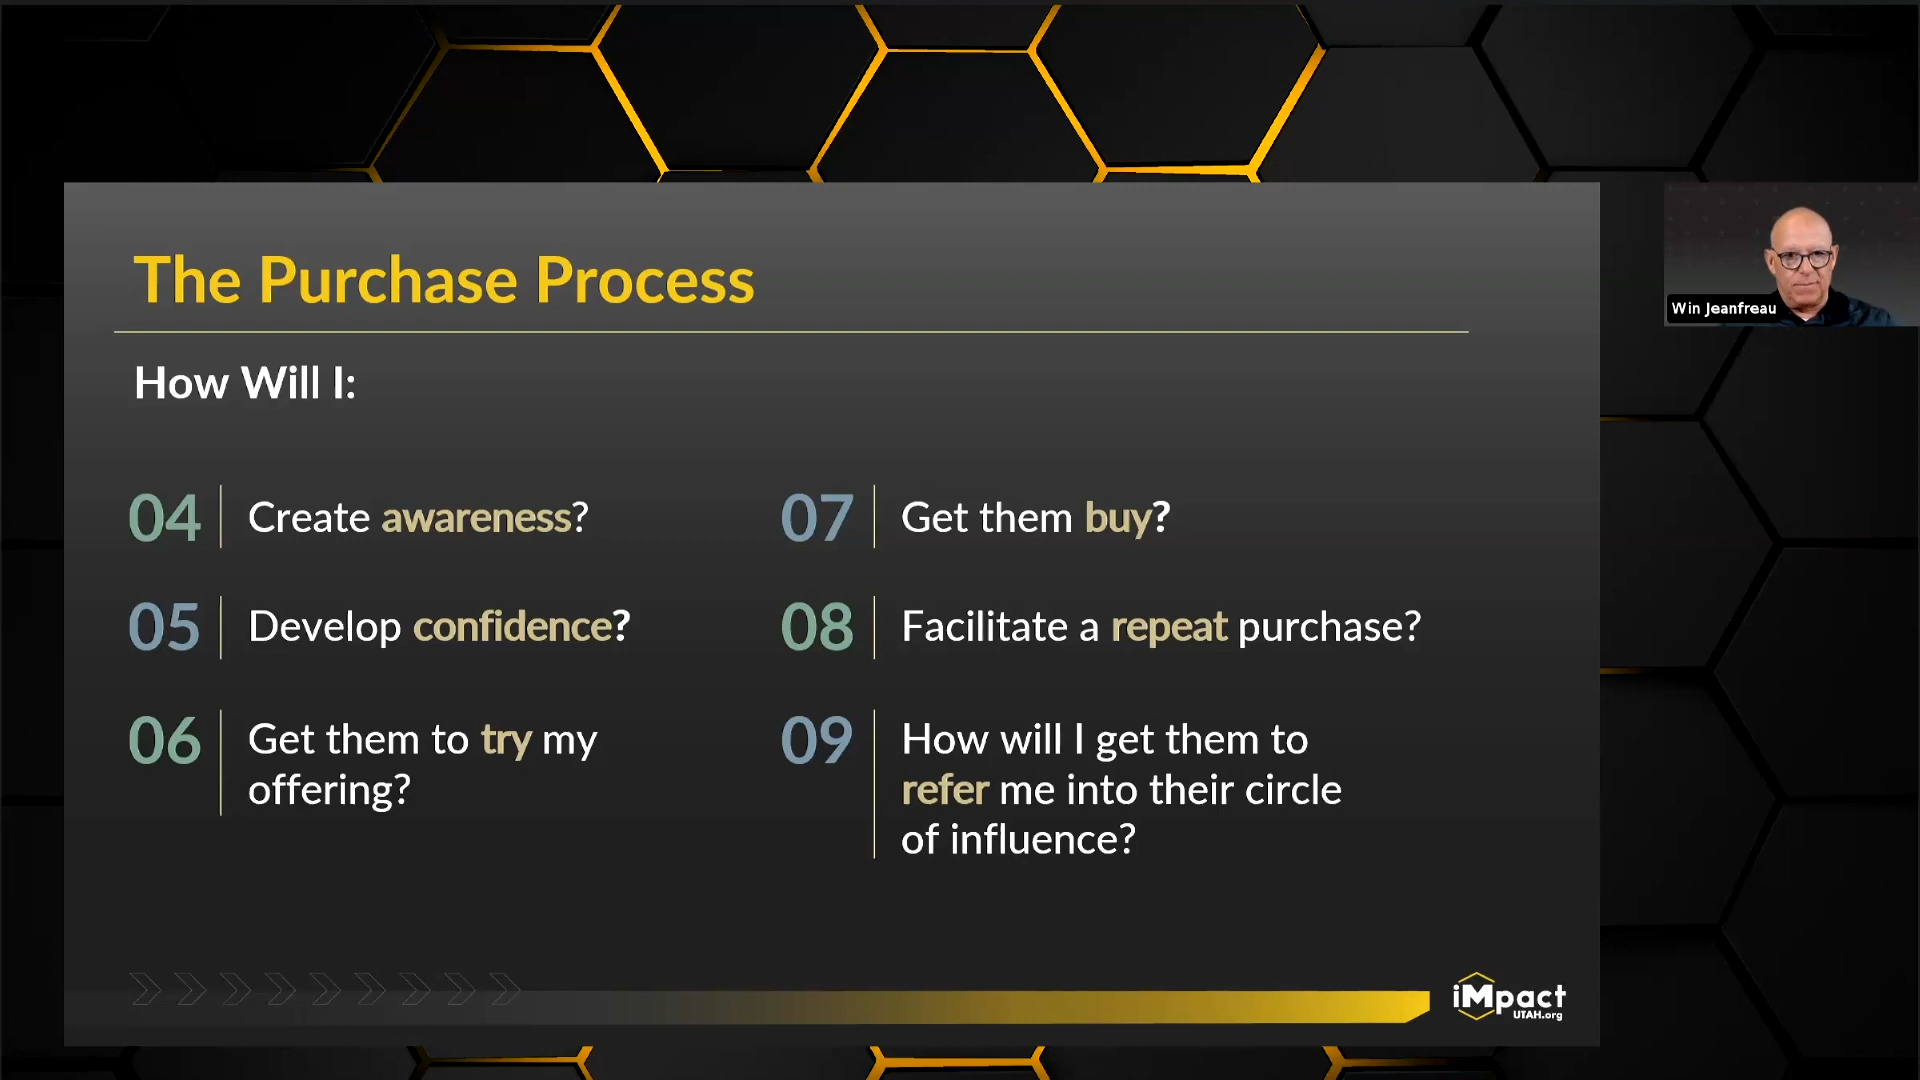 The Purchase Process
How Will I:
04 Create awareness?
05 Develop confidence?
06 Get them to try my
offering?
07 Get them buy?
08 Facilitate a repeat purchase?
09 How will I get them to
refer me into their circle
of influence?
iMpact
UTAH.org
Win Jeanfreau